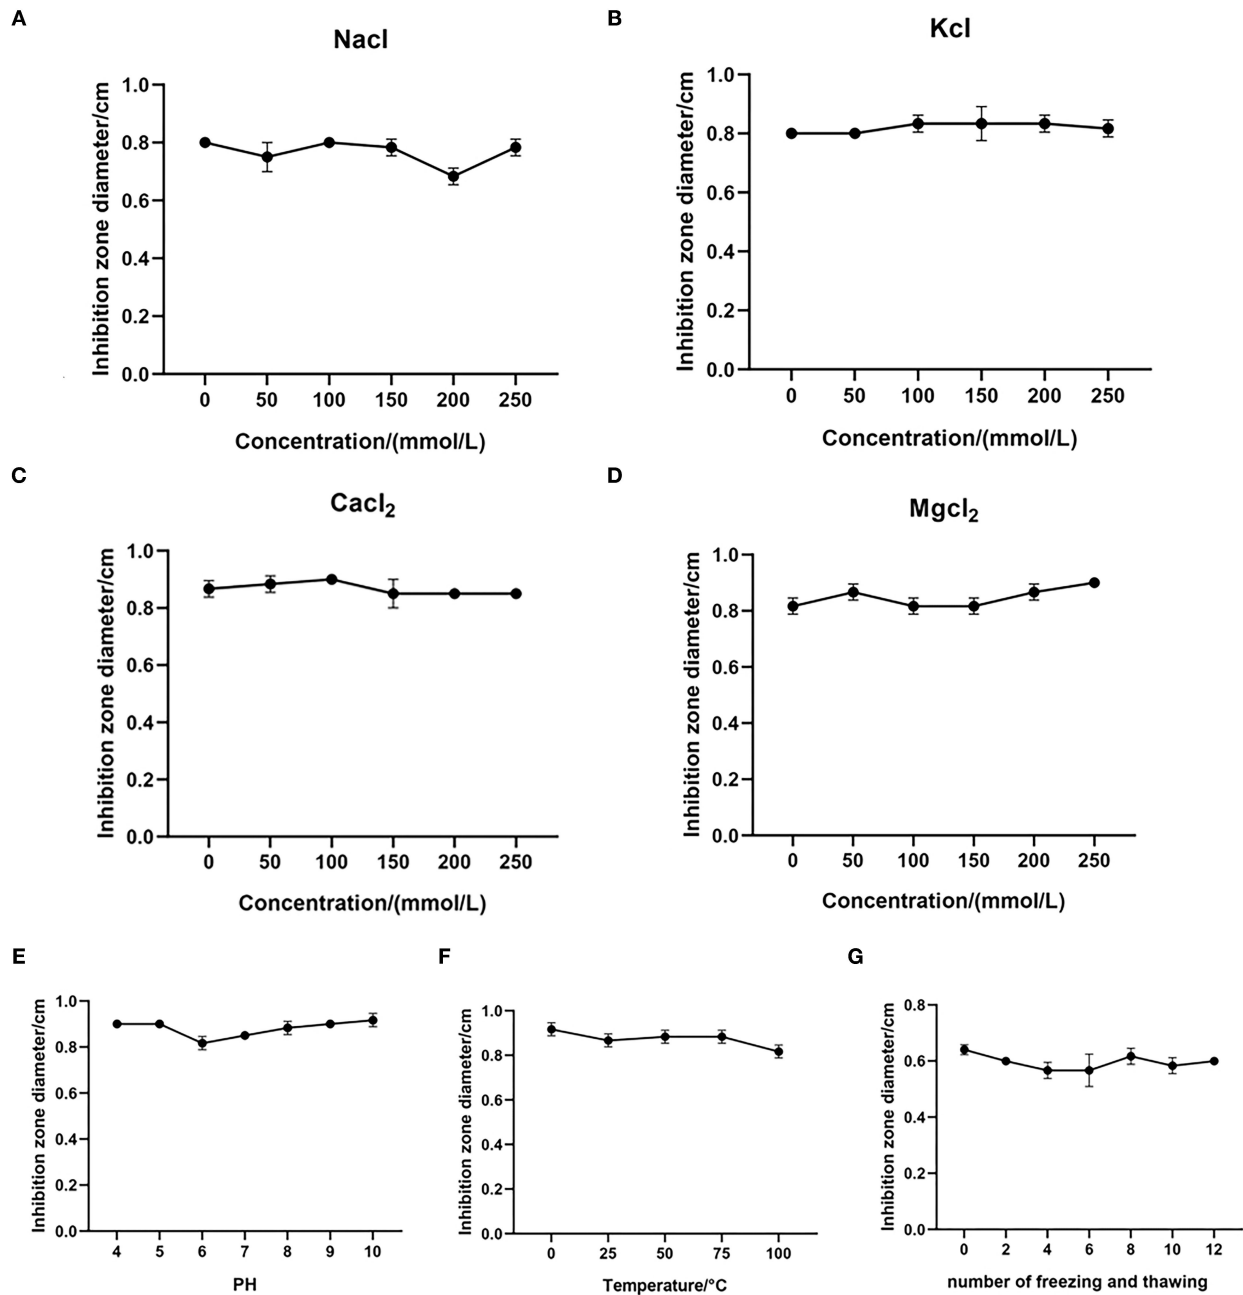 A
Nacl
Inhibition zone diameter/cm
1.0
0.8
0.6
0.4
0.2
0.0
0 50 100 150 200 250
Concentration/(mmol/L)
B
Kcl
Inhibition zone diameter/cm
1.0
0.8
0.6
0.4
0.2
0.0
0 50 100 150 200 250
Concentration/(mmol/L)
C
Cacl2
Inhibition zone diameter/cm
1.0
0.8
0.6
0.4
0.2
0.0
0 50 100 150 200 250
Concentration/(mmol/L)
D
Mgcl2
Inhibition zone diameter/cm
1.0
0.8
0.6
0.4
0.2
0.0
0 50 100 150 200 250
Concentration/(mmol/L)
E
Inhibition zone diameter/cm
1.0
0.8
0.6
0.4
0.2
0.0
4 5 6 7 8 9 10
PH
F
Inhibition zone diameter/cm
1.0
0.8
0.6
0.4
0.2
0.0
0 25 50 75 100
Temperature/°C
G
Inhibition zone diameter/cm
0.8
0.6
0.4
0.2
0.0
0 2 4 6 8 10 12
number of freezing and thawing